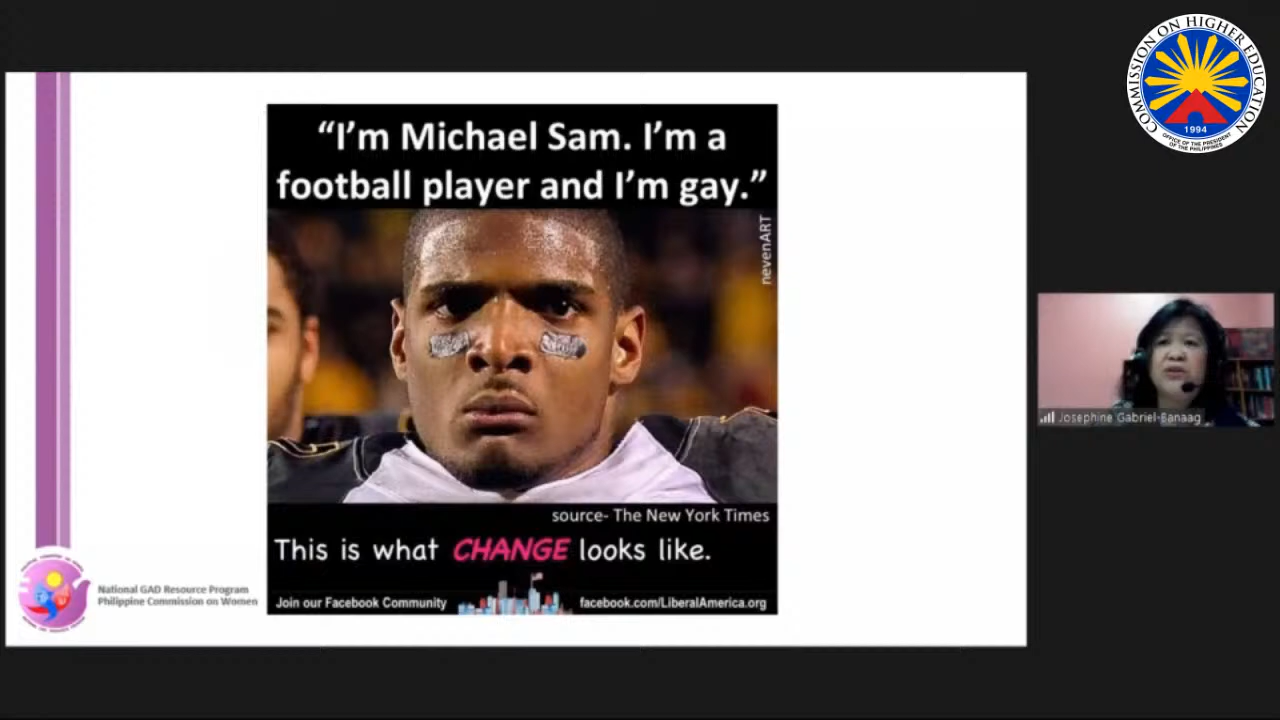 “I’m Michael Sam. I’m a
football player and I’m gay.”
nevenART
source- The New York Times
This is what CHANGE looks like.
Join our Facebook Community
facebook.com/LiberalAmerica.org
National GAD Resource Program
Philippine Commission on Women
COMMISSION ON HIGHER EDUCATION
1994
OFFICE OF THE PRESIDENT
OF THE PHILIPPINES
Josephine Gabriel-Banaag